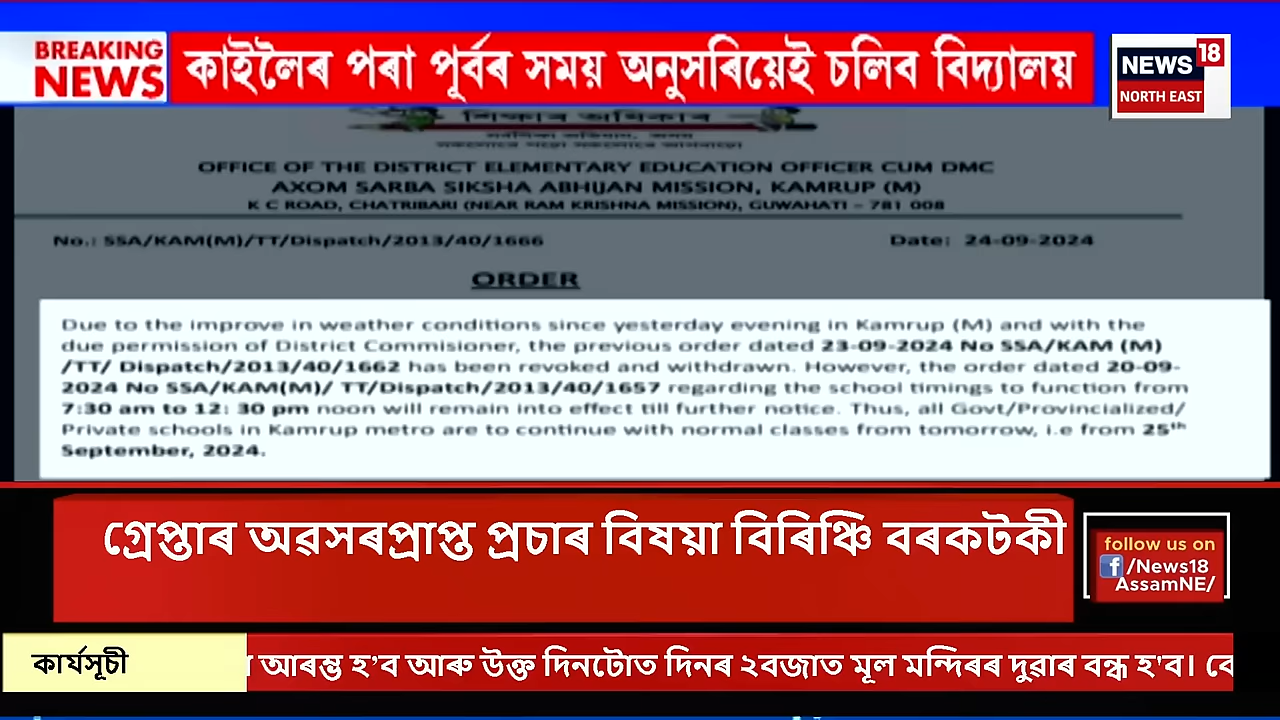 BREAKING
NEWS
কাইলৈৰ পৰা পূৰ্বৰ সময় অনুসৰিয়েই চলিব বিদ্যালয়
NEWS 18
NORTH EAST
শিক্ষাৰ অধিকাৰ
OFFICE OF THE DISTRICT ELEMENTARY EDUCATION OFFICER CUM DMC
AXOM SARBA SIKSHA ABHIJAN MISSION, KAMRUP (M)
K C ROAD, CHATRIBARI (NEAR RAM KRISHNA MISSION), GUWAHATI – 781 008
No.: SSA/KAM(M)/TT/Dispatch/2013/40/1666 Date: 24-09-2024
ORDER
Due to the improve in weather conditions since yesterday evening in Kamrup (M) and with the
due permission of District Commisioner, the previous order dated 23-09-2024 No SSA/KAM (M)
/TT/ Dispatch/2013/40/1662 has been revoked and withdrawn. However, the order dated 20-09-
2024 No SSA/KAM(M)/ TT/Dispatch/2013/40/1657 regarding the school timings to function from
7:30 am to 12: 30 pm noon will remain into effect till further notice. Thus, all Govt/Provincialized/
Private schools in Kamrup metro are to continue with normal classes from tomorrow, i.e from 25th
September, 2024.
গ্ৰেপ্তাৰ অৱসৰপ্ৰাপ্ত প্ৰচাৰ বিষয়া বিৰিঞ্চি বৰকটকী
follow us on
f /News18
AssamNE/
কাৰ্যসূচী
আৰম্ভ হ’ব আৰু উক্ত দিনটোত দিনৰ ২বজাত মূল মন্দিৰৰ দুৱাৰ বন্ধ হ'ব।